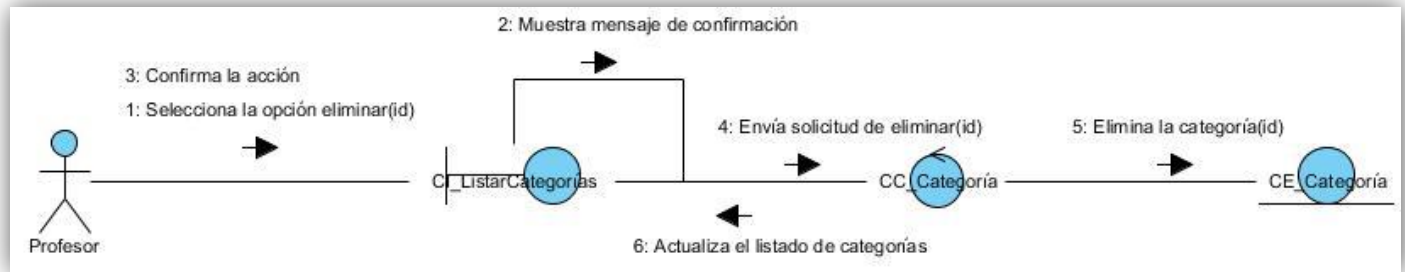 2: Muestra mensaje de confirmación
3: Confirma la acción
1: Selecciona la opción eliminar(id)
4: Envía solicitud de eliminar(id)
5: Elimina la categoría(id)
CI_ListarCategorías
CC_Categoría
CE_Categoría
Profesor
6: Actualiza el listado de categorías